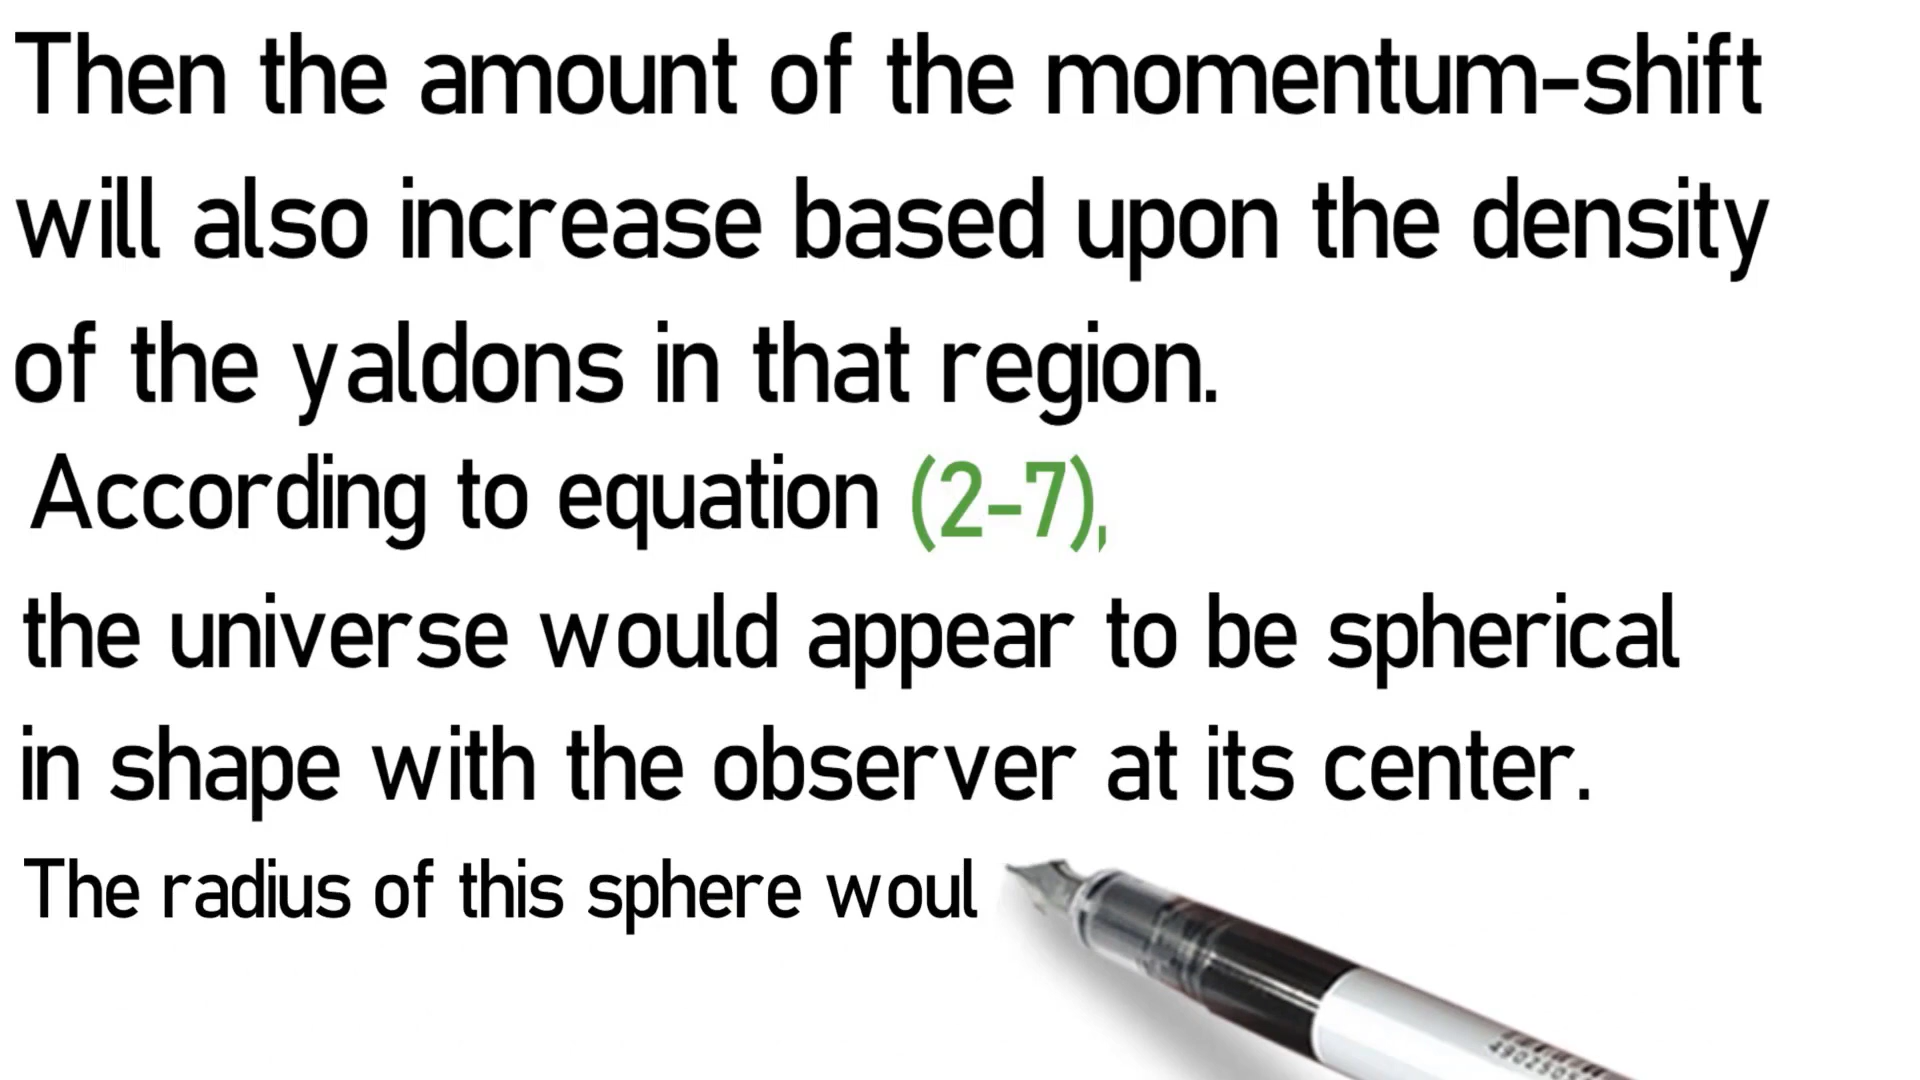 Then the amount of the momentum-shift
will also increase based upon the density
of the yaldons in that region.
According to equation (2-7),
the universe would appear to be spherical
in shape with the observer at its center.
The radius of this sphere woul